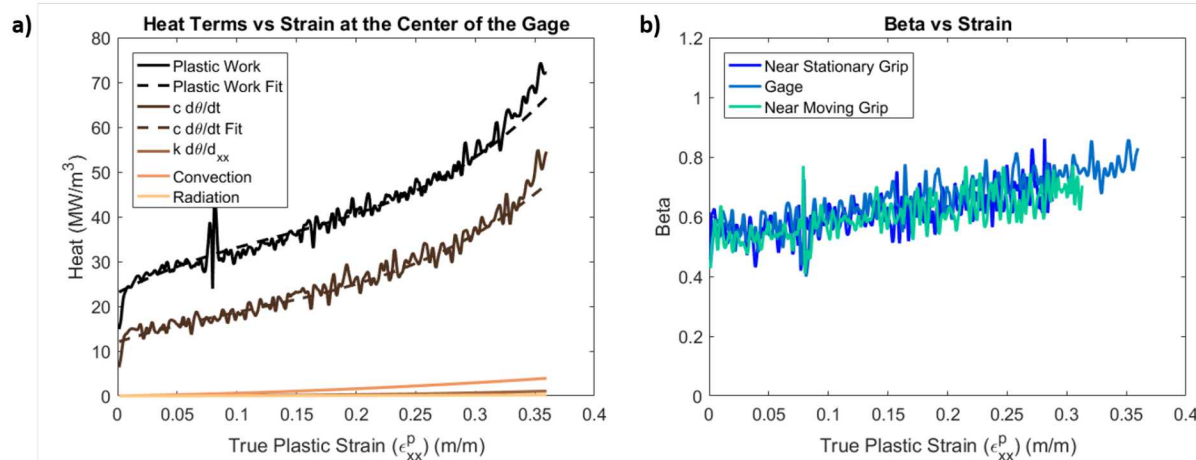 a)
Heat Terms vs Strain at the Center of the Gage
80
70
60
50
40
30
20
10
0
Heat (MW/m³)
Plastic Work
Plastic Work Fit
c dθ/dt
c dθ/dt Fit
k dθ/d_xx
Convection
Radiation
0 0.05 0.1 0.15 0.2 0.25 0.3 0.35 0.4
True Plastic Strain (ϵ^p_xx) (m/m)
b)
Beta vs Strain
1.2
1
0.8
0.6
0.4
0.2
0
Beta
Near Stationary Grip
Gage
Near Moving Grip
0 0.05 0.1 0.15 0.2 0.25 0.3 0.35 0.4
True Plastic Strain (ϵ^p_xx) (m/m)